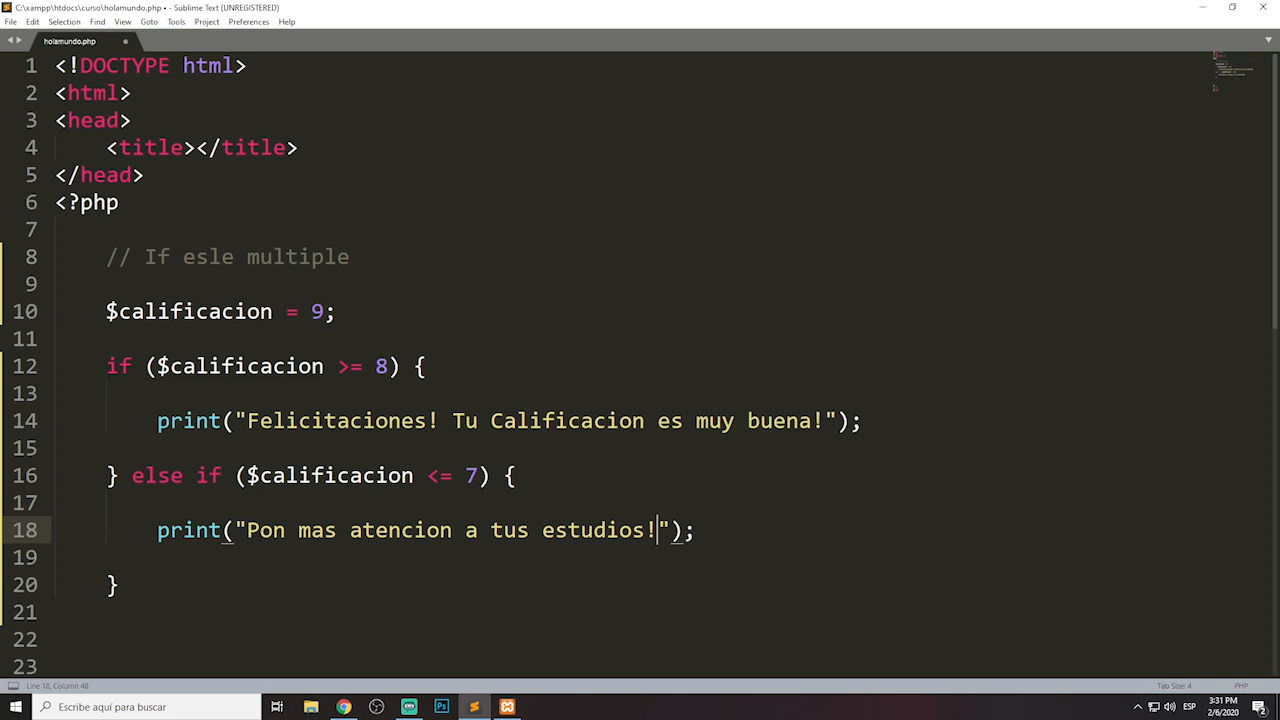 C:\xampp\htdocs\curso\holamundo.php • - Sublime Text (UNREGISTERED)
File Edit Selection Find View Goto Tools Project Preferences Help
holamundo.php
1 <!DOCTYPE html>
2 <html>
3 <head>
4 <title></title>
5 </head>
6 <?php
7
8 // If esle multiple
9
10 $calificacion = 9;
11
12 if ($calificacion >= 8) {
13
14 print("Felicitaciones! Tu Calificacion es muy buena!");
15
16 } else if ($calificacion <= 7) {
17
18 print("Pon mas atencion a tus estudios!");
19
20 }
21
22
23
Line 18, Column 48 Tab Size: 4 PHP
Escribe aquí para buscar
Ps
ESP
3:31 PM
2/6/2020
2